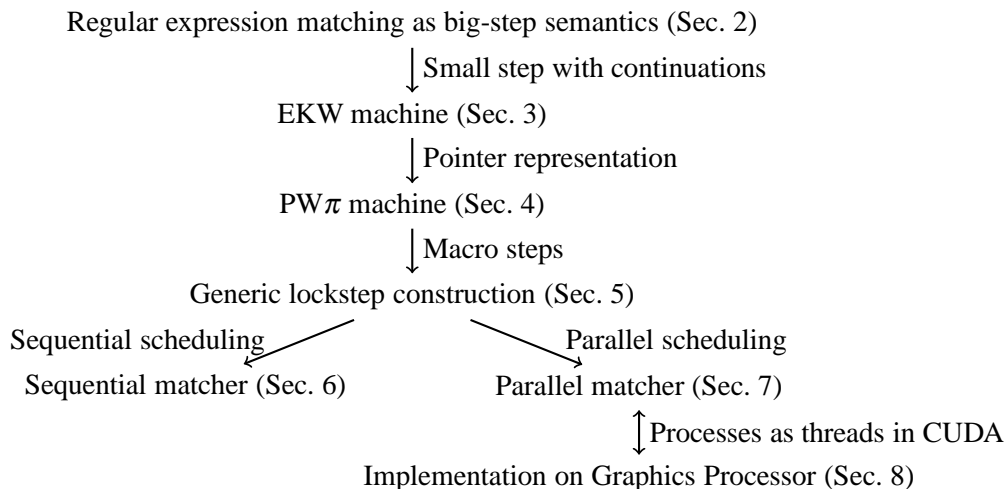 Regular expression matching as big-step semantics (Sec. 2)
Small step with continuations
EKW machine (Sec. 3)
Pointer representation
PWπ machine (Sec. 4)
Macro steps
Generic lockstep construction (Sec. 5)
Sequential scheduling
Parallel scheduling
Sequential matcher (Sec. 6)
Parallel matcher (Sec. 7)
Processes as threads in CUDA
Implementation on Graphics Processor (Sec. 8)